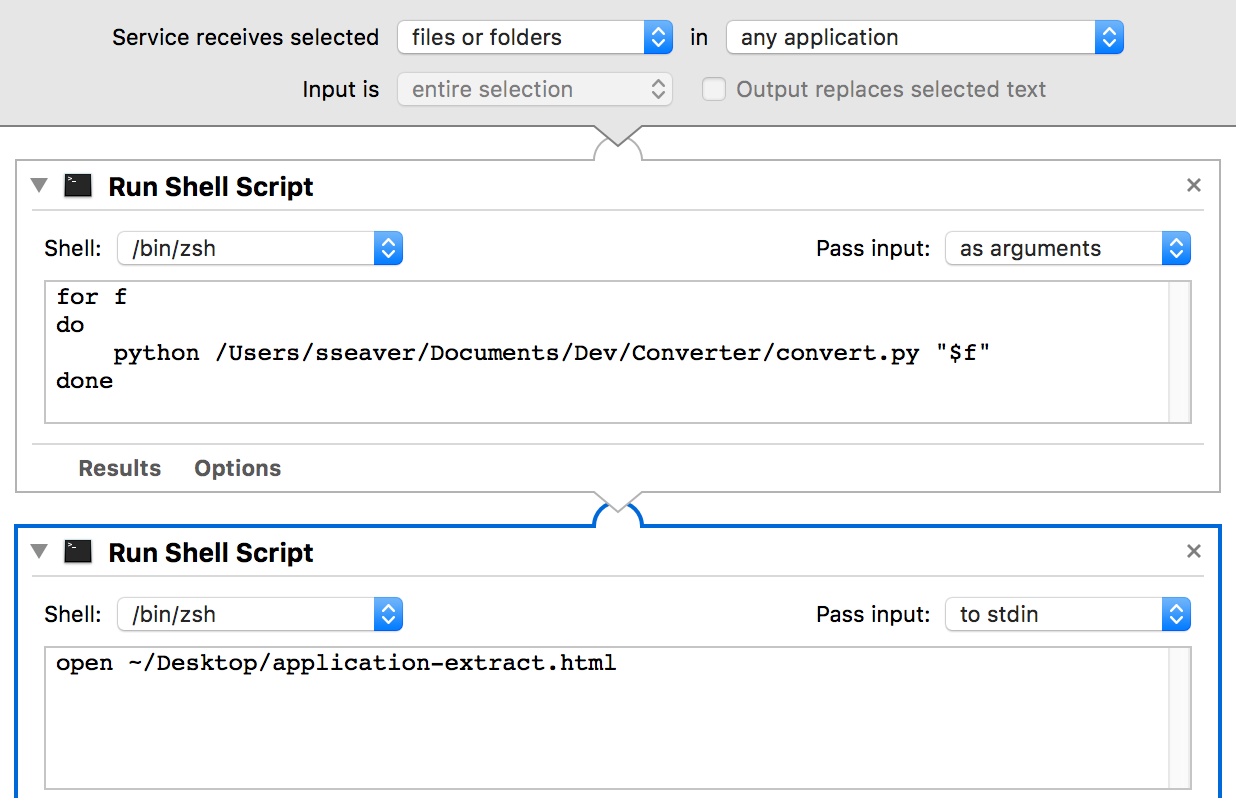 Service receives selected files or folders in any application
Input is entire selection Output replaces selected text
Run Shell Script
Shell: /bin/zsh Pass input: as arguments
for f
do
    python /Users/sseaver/Documents/Dev/Converter/convert.py "$f"
done
Results Options
Run Shell Script
Shell: /bin/zsh Pass input: to stdin
open ~/Desktop/application-extract.html